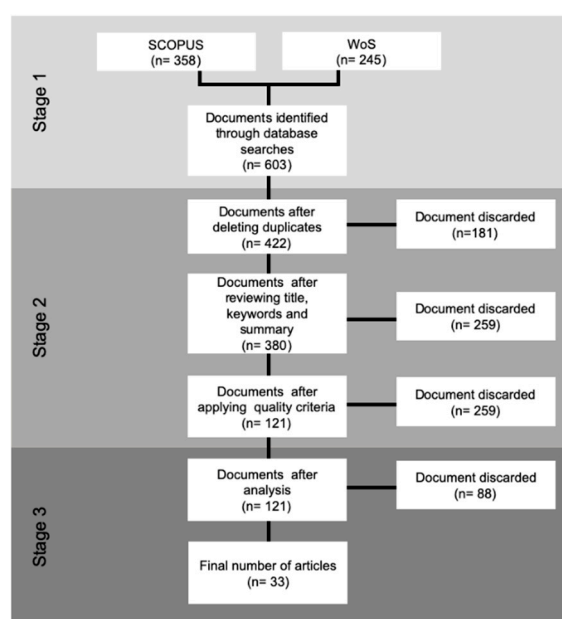 Stage 1
SCOPUS
(n= 358)
WoS
(n= 245)
Documents identified
through database
searches
(n= 603)
Stage 2
Documents after
deleting duplicates
(n= 422)
Document discarded
(n=181)
Documents after
reviewing title,
keywords and
summary
(n= 380)
Document discarded
(n= 259)
Documents after
applying quality criteria
(n= 121)
Document discarded
(n= 259)
Stage 3
Documents after
analysis
(n= 121)
Document discarded
(n= 88)
Final number of articles
(n= 33)